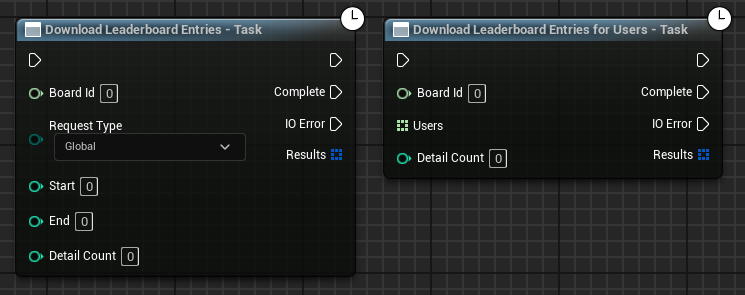 Download Leaderboard Entries - Task
Board Id 0
Complete
Request Type
Global
IO Error
Results
Start 0
End 0
Detail Count 0
Download Leaderboard Entries for Users - Task
Board Id 0
Complete
Users
IO Error
Detail Count 0
Results